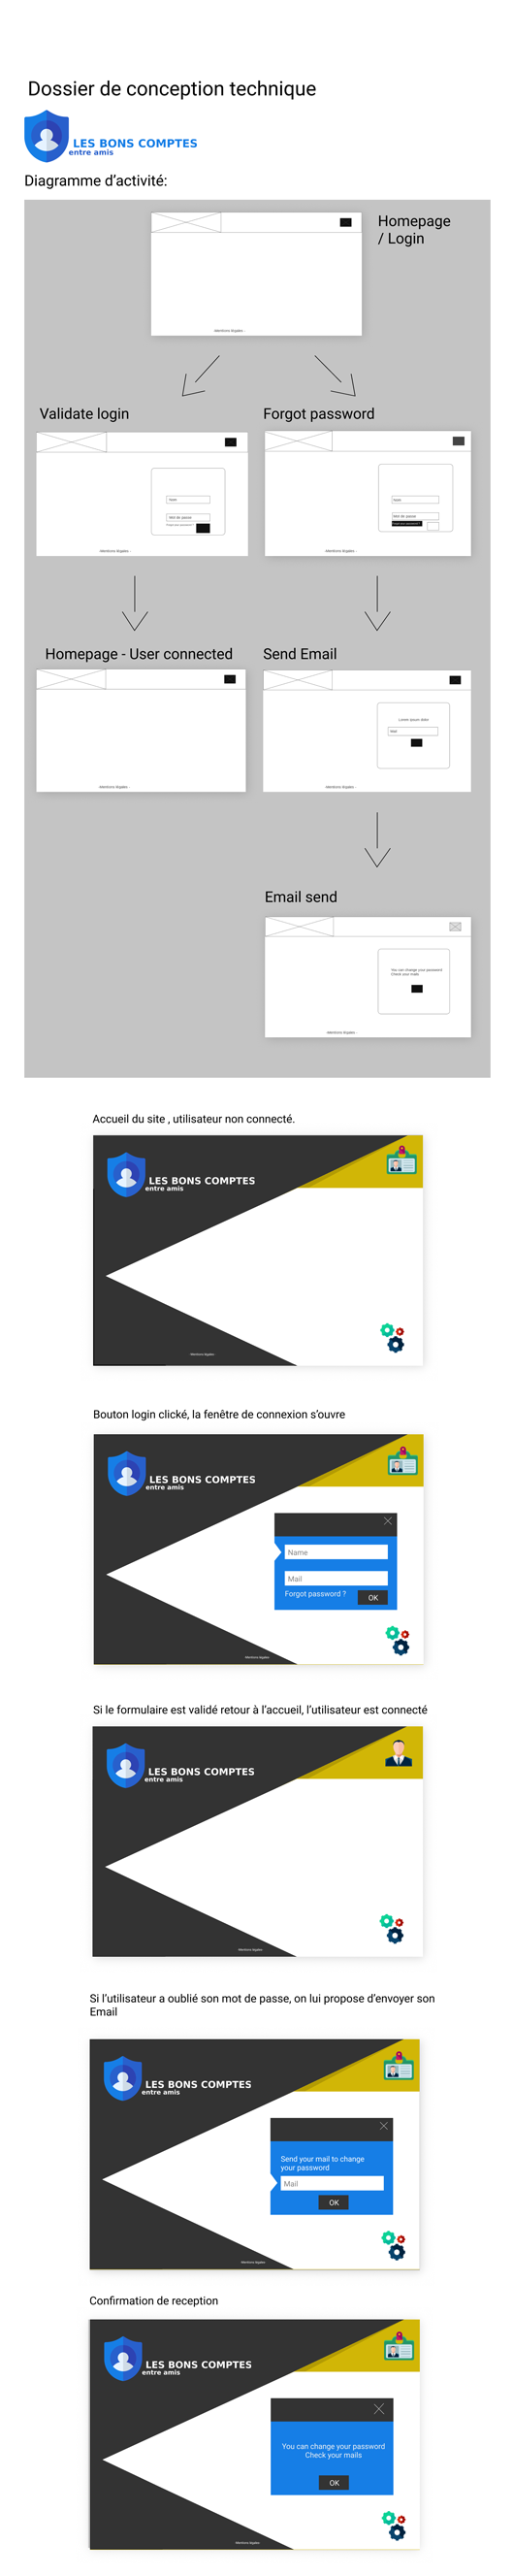 Dossier de conception technique
LES BONS COMPTES
entre amis
Diagramme d'activité:
Homepage
/ Login
Mentions légales -
Validate login
Forgot password
Nom
Mot de passe
Forgot your password ?
Mentions légales -
Nom
Mot de passe
Forgot your password ?
Mentions légales -
Homepage - User connected
Send Email
Mentions légales -
Lorem ipsum dolor
Mail
Mentions légales -
Email send
You can change your password
Check your mails
Mentions légales -
Accueil du site , utilisateur non connecté.
LES BONS COMPTES
entre amis
Mentions légales -
Bouton login clické, la fenêtre de connexion s'ouvre
LES BONS COMPTES
entre amis
Name
Mail
Forgot password ?
OK
Mentions légales
Si le formulaire est validé retour à l'accueil, l'utilisateur est connecté
LES BONS COMPTES
entre amis
Mentions légales
Si l'utilisateur a oublié son mot de passe, on lui propose d'envoyer son
Email
LES BONS COMPTES
entre amis
Send your mail to change
your password
Mail
OK
Mentions légales
Confirmation de reception
LES BONS COMPTES
entre amis
You can change your password
Check your mails
OK
Mentions légales